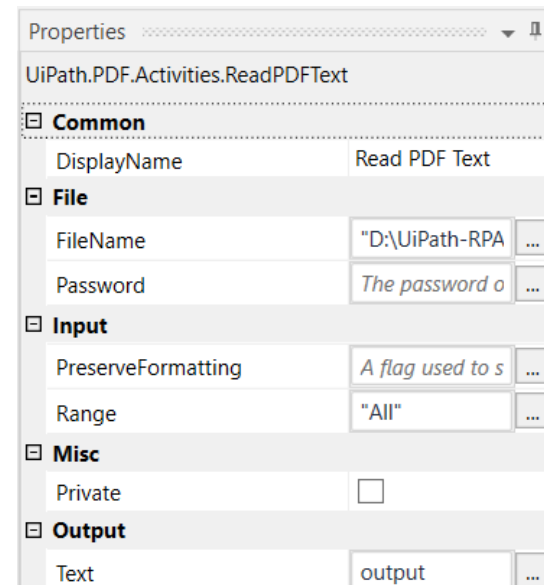 Properties
UiPath.PDF.Activities.ReadPDFText
Common
DisplayName Read PDF Text
File
FileName "D:\UiPath-RPA ...
Password The password o ...
Input
PreserveFormatting A flag used to s ...
Range "All" ...
Misc
Private
Output
Text output ...